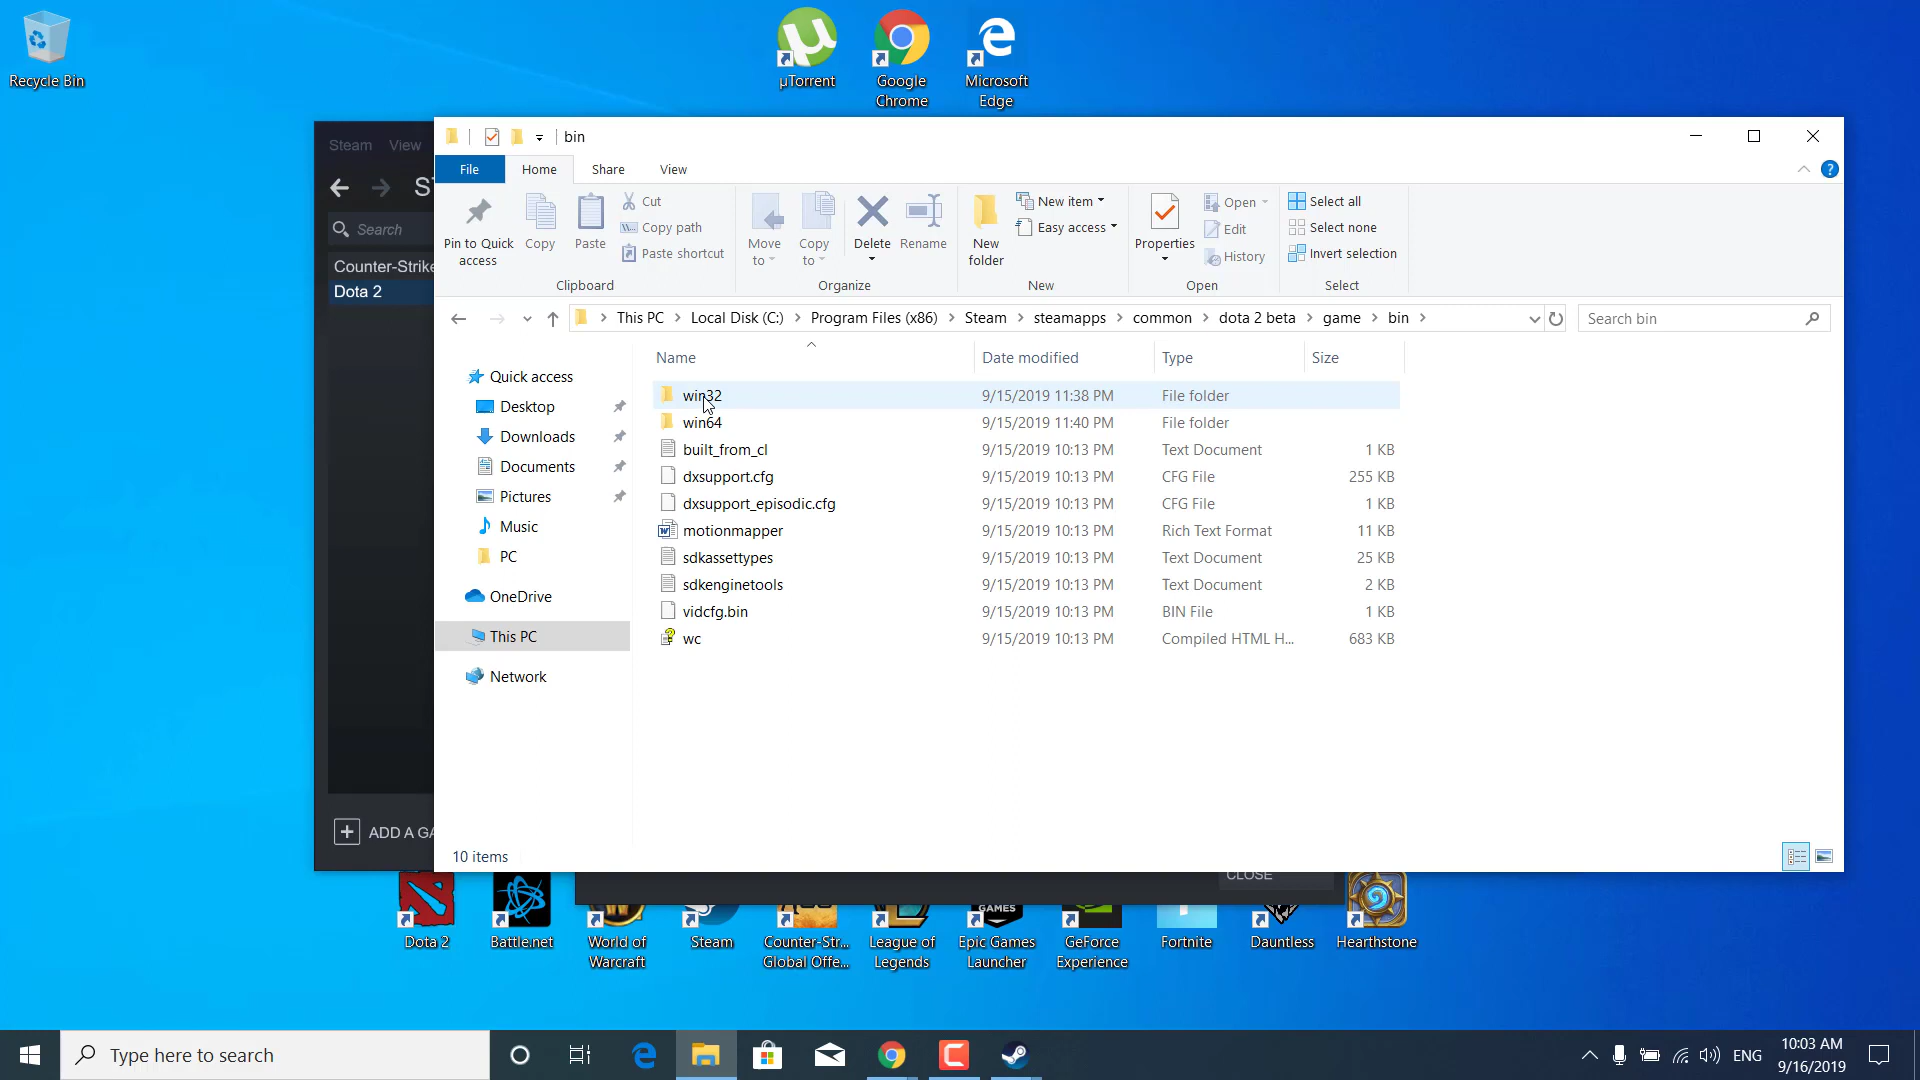 Recycle Bin
µTorrent
Google
Chrome
Microsoft
Edge
Steam View
Search
Counter-Strike
Dota 2
ADD A GA
bin
File Home Share View
Pin to Quick
access
Copy
Paste
Cut
Copy path
Paste shortcut
Clipboard
Move
to
Copy
to
Delete
Rename
Organize
New
folder
New item
Easy access
New
Properties
Open
Edit
History
Open
Select all
Select none
Invert selection
Select
This PC > Local Disk (C:) > Program Files (x86) > Steam > steamapps > common > dota 2 beta > game > bin >
Search bin
Quick access
Desktop
Downloads
Documents
Pictures
Music
PC
OneDrive
This PC
Network
Name Date modified Type Size
win32 9/15/2019 11:38 PM File folder
win64 9/15/2019 11:40 PM File folder
built_from_cl 9/15/2019 10:13 PM Text Document 1 KB
dxsupport.cfg 9/15/2019 10:13 PM CFG File 255 KB
dxsupport_episodic.cfg 9/15/2019 10:13 PM CFG File 1 KB
motionmapper 9/15/2019 10:13 PM Rich Text Format 11 KB
sdkassettypes 9/15/2019 10:13 PM Text Document 25 KB
sdkenginetools 9/15/2019 10:13 PM Text Document 2 KB
vidcfg.bin 9/15/2019 10:13 PM BIN File 1 KB
wc 9/15/2019 10:13 PM Compiled HTML H... 683 KB
10 items
CLOSE
GAMES
Dota 2
Battle.net
World of
Warcraft
Steam
Counter-Str...
Global Offe...
League of
Legends
Epic Games
Launcher
GeForce
Experience
Fortnite
Dauntless
Hearthstone
Type here to search
ENG
10:03 AM
9/16/2019